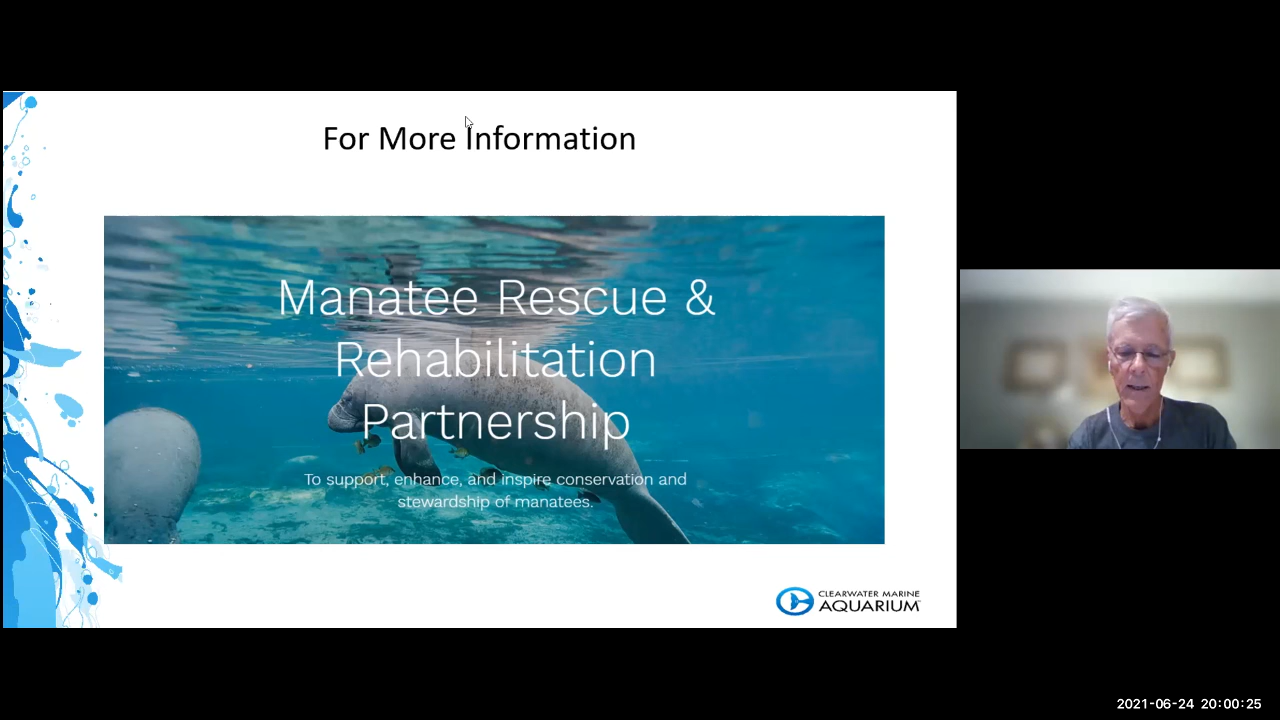 For More Information
Manatee Rescue &
Rehabilitation
Partnership
To support, enhance, and inspire conservation and
stewardship of manatees.
CLEARWATER MARINE
AQUARIUM
2021-06-24 20:00:25